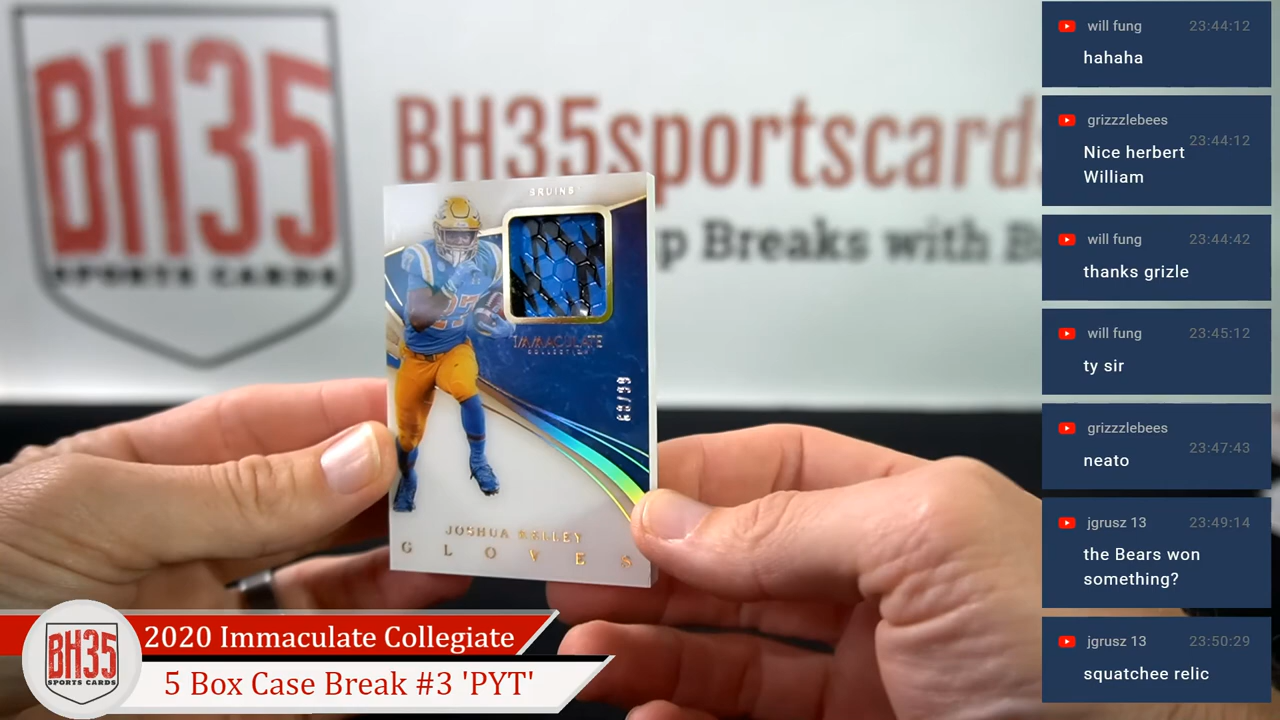 BH35
SPORTS CARDS
BH35sportscards
p Breaks with B
BRUINS
IMMACULATE
COLLECTION
JOSHUA KELLEY
GLOVES
BH35
SPORTS CARDS
2020 Immaculate Collegiate
5 Box Case Break #3 'PYT'
will fung 23:44:12
hahaha
grizzzlebees 23:44:12
Nice herbert
William
will fung 23:44:42
thanks grizle
will fung 23:45:12
ty sir
grizzzlebees 23:47:43
neato
jgrusz 13 23:49:14
the Bears won
something?
jgrusz 13 23:50:29
squatchee relic